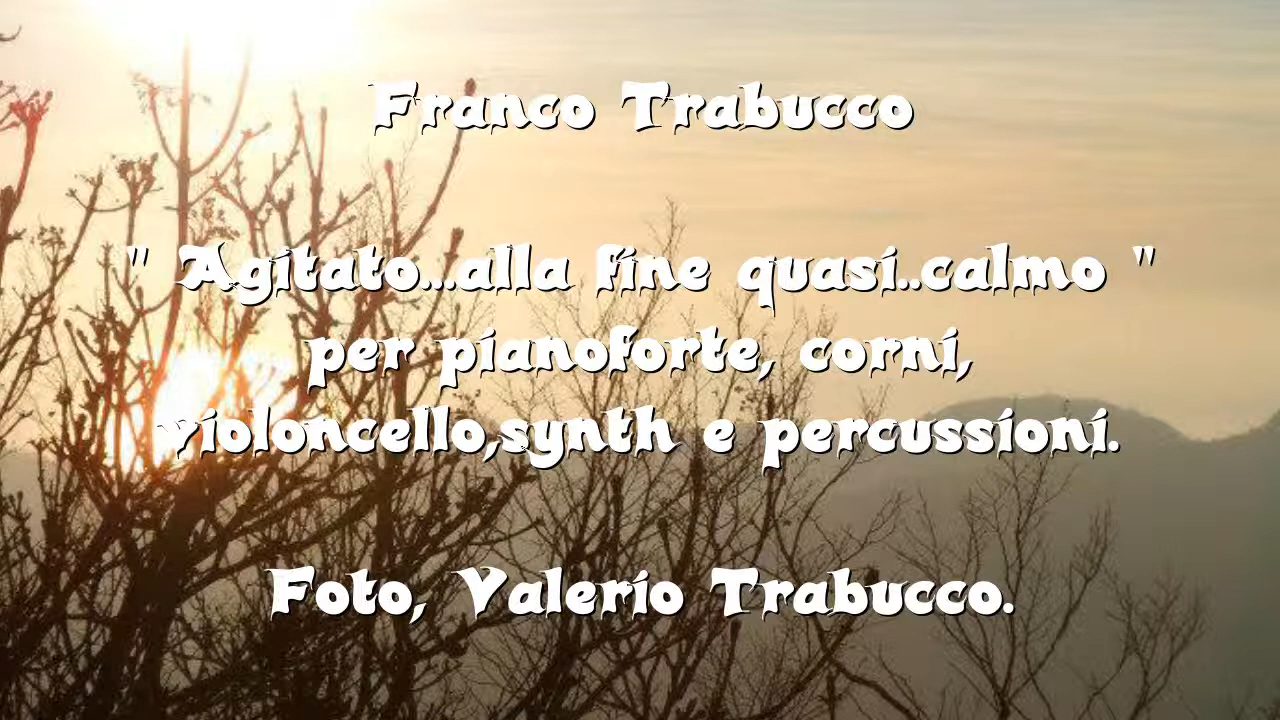 Franco Trabucco
" Agitato...alla fine quasi..calmo "
per pianoforte, corni,
violoncello,synth e percussioni.
Foto, Valerio Trabucco.